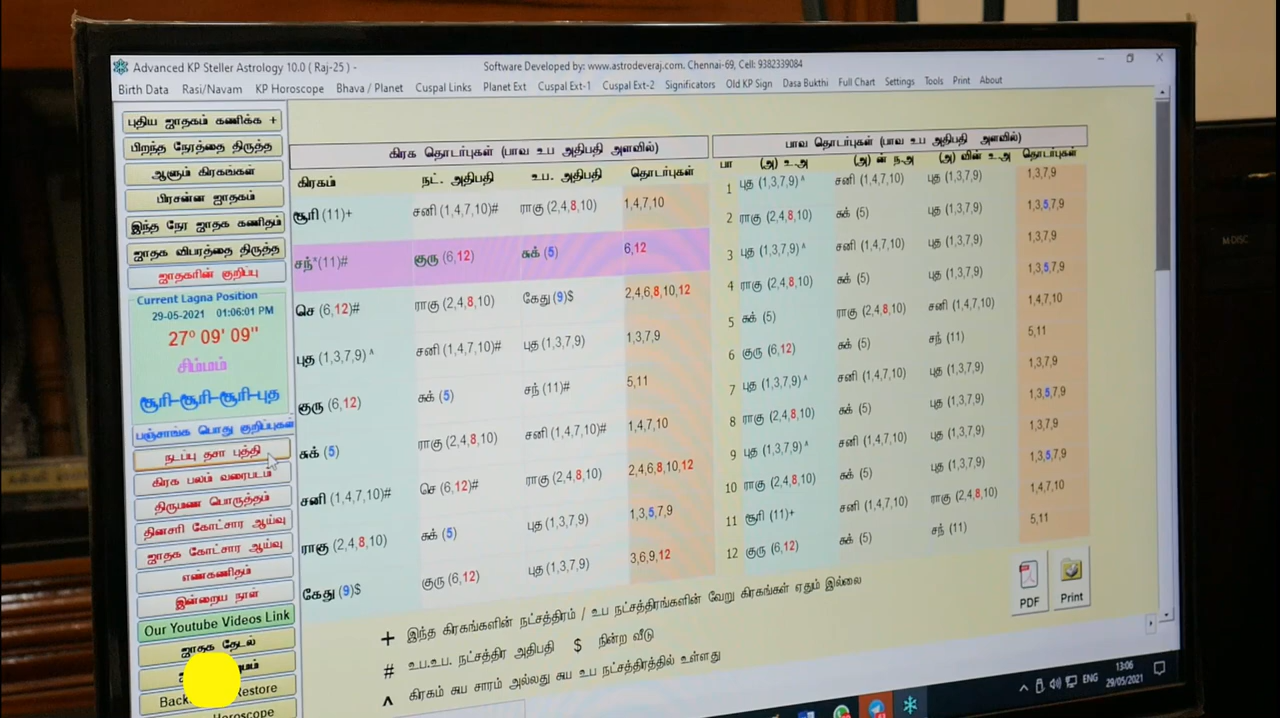 Advanced KP Steller Astrology 10.0 ( Raj-25 ) - Software Developed by: www.astrodeveraj.com, Chennai-69, Cell: 9382339084
Birth Data Rasi/Navam KP Horoscope Bhava / Planet Cuspal Links Planet Ext Cuspal Ext-1 Cuspal Ext-2 Significators Old KP Sign Dasa Bukthi Full Chart Settings Tools Print About
புதிய ஜாதகம் கணிக்க +
பிறந்த நேரத்தை திருத்த
ஆளும் கிரகங்கள்
பிரசன்ன ஜாதகம்
இந்த நேர ஜாதக கணிதம்
ஜாதக விபரத்தை திருத்த
ஜாதகரின் குறிப்பு
Current Lagna Position
29-05-2021 01:06:01 PM
27° 09' 09"
சிம்மம்
சூரி-சூரி-சூரி-புத
பஞ்சாங்க பொது குறிப்புகள்
நடப்பு தசா புத்தி
கிரக பலம் வரைபடம்
திருமண பொருத்தம்
தினசரி கோட்சார ஆய்வு
ஜாதக கோட்சார ஆய்வு
எண்கணிதம்
இன்றைய நாள்
Our Youtube Videos Link
ஜாதக தேடல்
Restore
Horoscope
கிரக தொடர்புகள் (பாவ உப அதிபதி அளவில்)
கிரகம் நட். அதிபதி உப. அதிபதி தொடர்புகள்
சூரி (11)+ சனி (1,4,7,10)# ராகு (2,4,8,10) 1,4,7,10
சந்*(11)# குரு (6,12) சுக் (5) 6,12
செ (6,12)# ராகு (2,4,8,10) கேது (9)$ 2,4,6,8,10,12
புத (1,3,7,9) ^ சனி (1,4,7,10)# புத (1,3,7,9) 1,3,7,9
குரு (6,12) சுக் (5) சந் (11)# 5,11
சுக் (5) ராகு (2,4,8,10) சனி (1,4,7,10)# 1,4,7,10
சனி (1,4,7,10)# செ (6,12)# ராகு (2,4,8,10) 2,4,6,8,10,12
ராகு (2,4,8,10) சுக் (5) புத (1,3,7,9) 1,3,5,7,9
கேது (9)$ குரு (6,12) புத (1,3,7,9) 3,6,9,12
பாவ தொடர்புகள் (பாவ உப அதிபதி அளவில்)
பா (அ) உ.அ (அ) ன் ந.அ (அ) வின் உ.அ தொடர்புகள்
1 புத (1,3,7,9) ^ சனி (1,4,7,10) புத (1,3,7,9) 1,3,7,9
2 ராகு (2,4,8,10) சுக் (5) புத (1,3,7,9) 1,3,5,7,9
3 புத (1,3,7,9) ^ சனி (1,4,7,10) புத (1,3,7,9) 1,3,7,9
4 ராகு (2,4,8,10) சுக் (5) புத (1,3,7,9) 1,3,5,7,9
5 சுக் (5) ராகு (2,4,8,10) சனி (1,4,7,10) 1,4,7,10
6 குரு (6,12) சுக் (5) சந் (11) 5,11
7 புத (1,3,7,9) ^ சனி (1,4,7,10) புத (1,3,7,9) 1,3,7,9
8 ராகு (2,4,8,10) சுக் (5) புத (1,3,7,9) 1,3,5,7,9
9 புத (1,3,7,9) ^ சனி (1,4,7,10) புத (1,3,7,9) 1,3,7,9
10 ராகு (2,4,8,10) சுக் (5) புத (1,3,7,9) 1,3,5,7,9
11 சூரி (11)+ சனி (1,4,7,10) ராகு (2,4,8,10) 1,4,7,10
12 குரு (6,12) சுக் (5) சந் (11) 5,11
PDF Print
+ இந்த கிரகங்களின் நட்சத்திரம் / உப நட்சத்திரங்களின் வேறு கிரகங்கள் ஏதும் இல்லை
# உ.ப.உப. நட்சத்திர அதிபதி $ நின்ற வீடு
^ கிரகம் சுய சாரம் அல்லது சுய உப நட்சத்திரத்தில் உள்ளது
ENG 13:06
29/05/2021
M-DISC